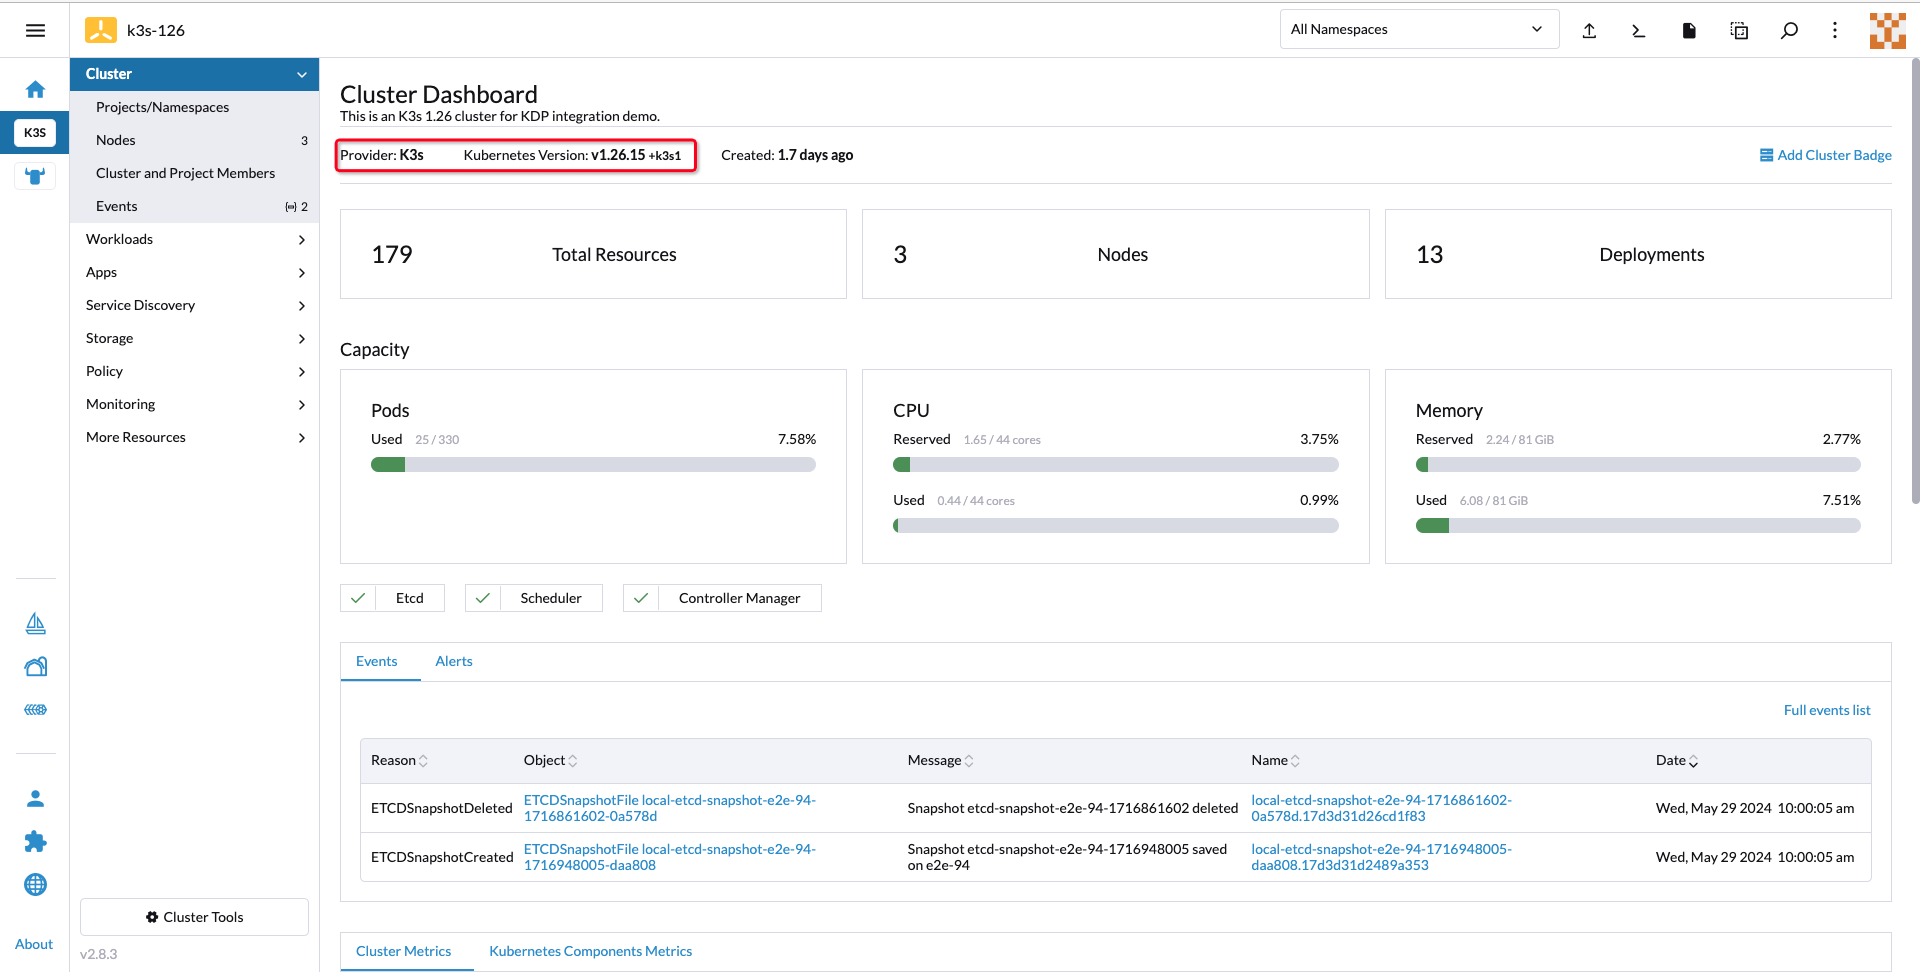 k3s-126
All Namespaces
K3S
Cluster
Projects/Namespaces
Nodes 3
Cluster and Project Members
Events 2
Workloads
Apps
Service Discovery
Storage
Policy
Monitoring
More Resources
Cluster Tools
v2.8.3
About
Cluster Dashboard
This is an K3s 1.26 cluster for KDP integration demo.
Provider: K3s Kubernetes Version: v1.26.15 +k3s1 Created: 1.7 days ago
Add Cluster Badge
179 Total Resources
3 Nodes
13 Deployments
Capacity
Pods
Used 25 / 330 7.58%
CPU
Reserved 1.65 / 44 cores 3.75%
Used 0.44 / 44 cores 0.99%
Memory
Reserved 2.24 / 81 GiB 2.77%
Used 6.08 / 81 GiB 7.51%
Etcd
Scheduler
Controller Manager
Events Alerts
Full events list
Reason Object Message Name Date
ETCDSnapshotDeleted
ETCDSnapshotFile local-etcd-snapshot-e2e-94-
1716861602-0a578d
Snapshot etcd-snapshot-e2e-94-1716861602 deleted
local-etcd-snapshot-e2e-94-1716861602-
0a578d.17d3d31d26cd1f83
Wed, May 29 2024 10:00:05 am
ETCDSnapshotCreated
ETCDSnapshotFile local-etcd-snapshot-e2e-94-
1716948005-daa808
Snapshot etcd-snapshot-e2e-94-1716948005 saved
on e2e-94
local-etcd-snapshot-e2e-94-1716948005-
daa808.17d3d31d2489a353
Wed, May 29 2024 10:00:05 am
Cluster Metrics Kubernetes Components Metrics